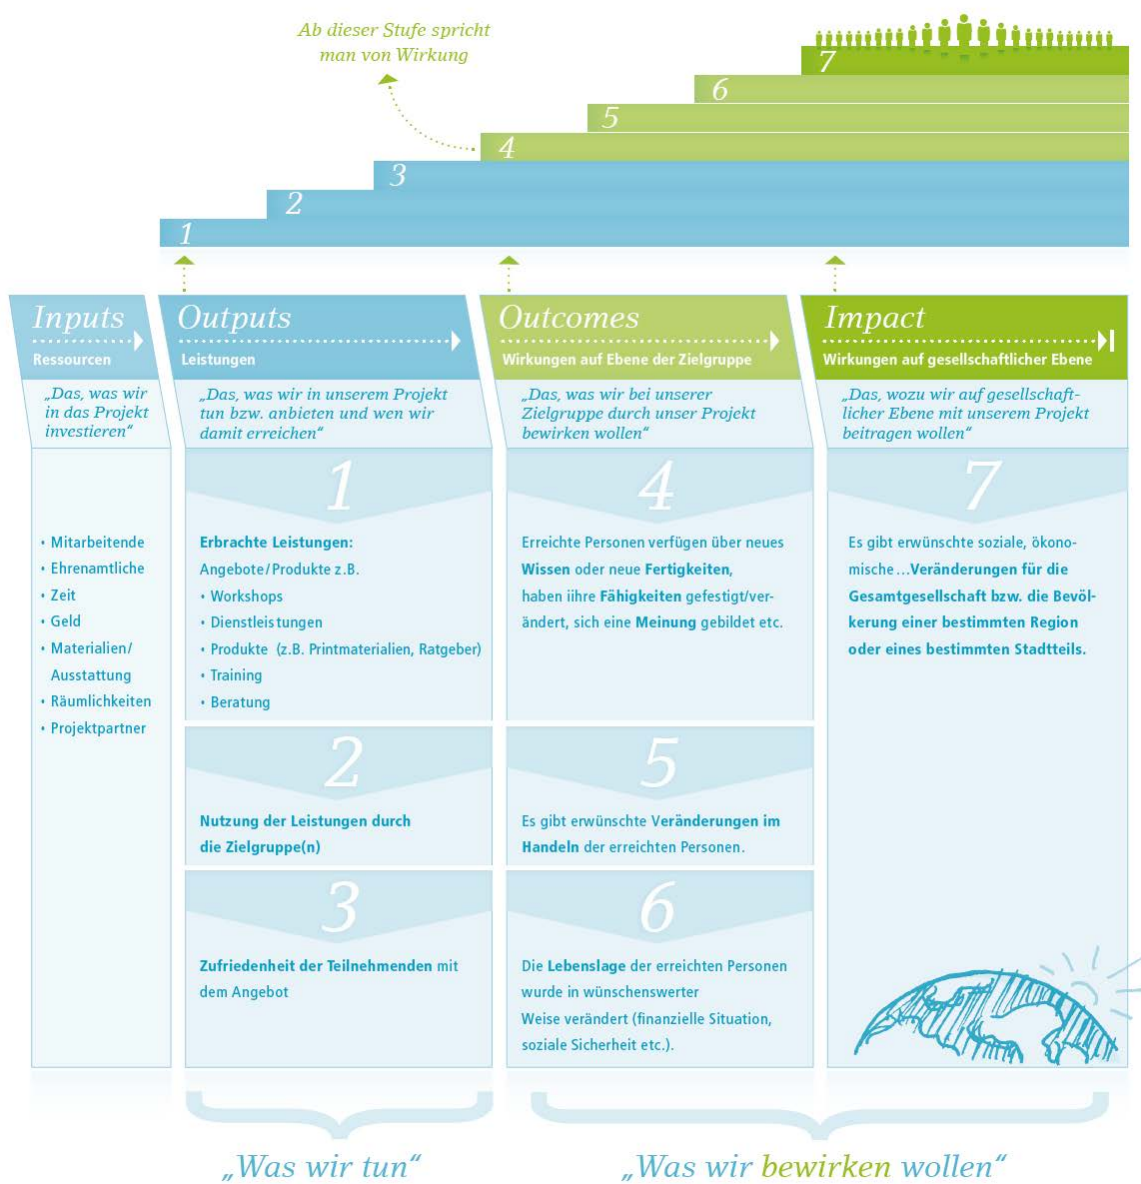 Ab dieser Stufe spricht
man von Wirkung
7
6
5
4
3
2
1
Inputs
Ressourcen
„Das, was wir
in das Projekt
investieren“
• Mitarbeitende
• Ehrenamtliche
• Zeit
• Geld
• Materialien/
Ausstattung
• Räumlichkeiten
• Projektpartner
Outputs
Leistungen
„Das, was wir in unserem Projekt
tun bzw. anbieten und wen wir
damit erreichen“
1
Erbrachte Leistungen:
Angebote/Produkte z.B.
• Workshops
• Dienstleistungen
• Produkte (z.B. Printmaterialien, Ratgeber)
• Training
• Beratung
2
Nutzung der Leistungen durch
die Zielgruppe(n)
3
Zufriedenheit der Teilnehmenden mit
dem Angebot
Outcomes
Wirkungen auf Ebene der Zielgruppe
„Das, was wir bei unserer
Zielgruppe durch unser Projekt
bewirken wollen“
4
Erreichte Personen verfügen über neues
Wissen oder neue Fertigkeiten,
haben iihre Fähigkeiten gefestigt/ver-
ändert, sich eine Meinung gebildet etc.
5
Es gibt erwünschte Veränderungen im
Handeln der erreichten Personen.
6
Die Lebenslage der erreichten Personen
wurde in wünschenswerter
Weise verändert (finanzielle Situation,
soziale Sicherheit etc.).
Impact
Wirkungen auf gesellschaftlicher Ebene
„Das, wozu wir auf gesellschaft-
licher Ebene mit unserem Projekt
beitragen wollen“
7
Es gibt erwünschte soziale, ökono-
mische ...Veränderungen für die
Gesamtgesellschaft bzw. die Bevöl-
kerung einer bestimmten Region
oder eines bestimmten Stadtteils.
„Was wir tun“
„Was wir bewirken wollen“